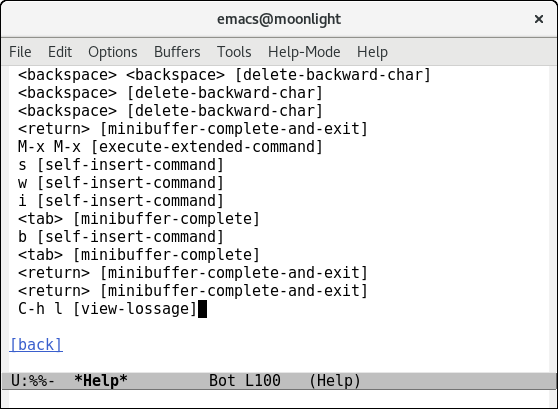 emacs@moonlight ×
File Edit Options Buffers Tools Help-Mode Help
<backspace> <backspace> [delete-backward-char]
<backspace> [delete-backward-char]
<backspace> [delete-backward-char]
<return> [minibuffer-complete-and-exit]
M-x M-x [execute-extended-command]
s [self-insert-command]
w [self-insert-command]
i [self-insert-command]
<tab> [minibuffer-complete]
b [self-insert-command]
<tab> [minibuffer-complete]
<return> [minibuffer-complete-and-exit]
<return> [minibuffer-complete-and-exit]
C-h l [view-lossage]
[back]
U:%%- *Help* Bot L100 (Help)